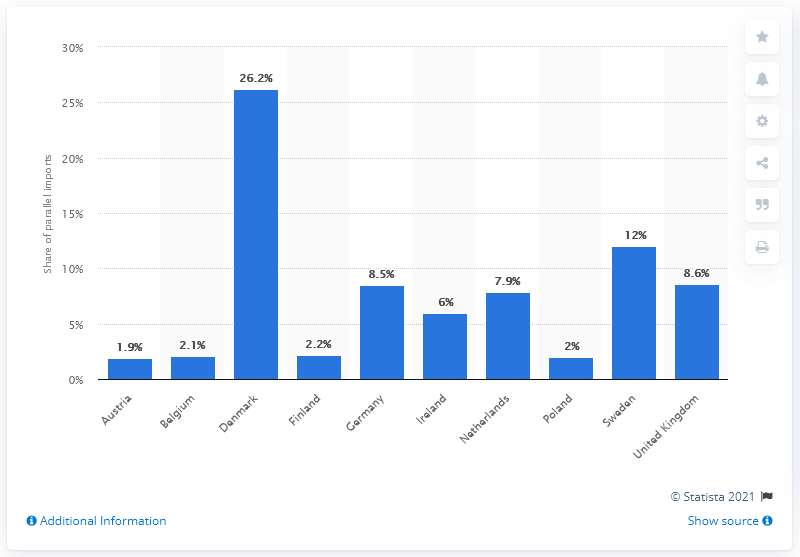 30%
25%
20%
15%
10%
5%
0%
Share of parallel imports
1.9%
2.1%
26.2%
2.2%
8.5%
6%
7.9%
2%
12%
8.6%
Austria
Belgium
Denmark
Finland
Germany
Ireland
Netherlands
Poland
Sweden
United Kingdom
© Statista 2021
Additional Information
Show source